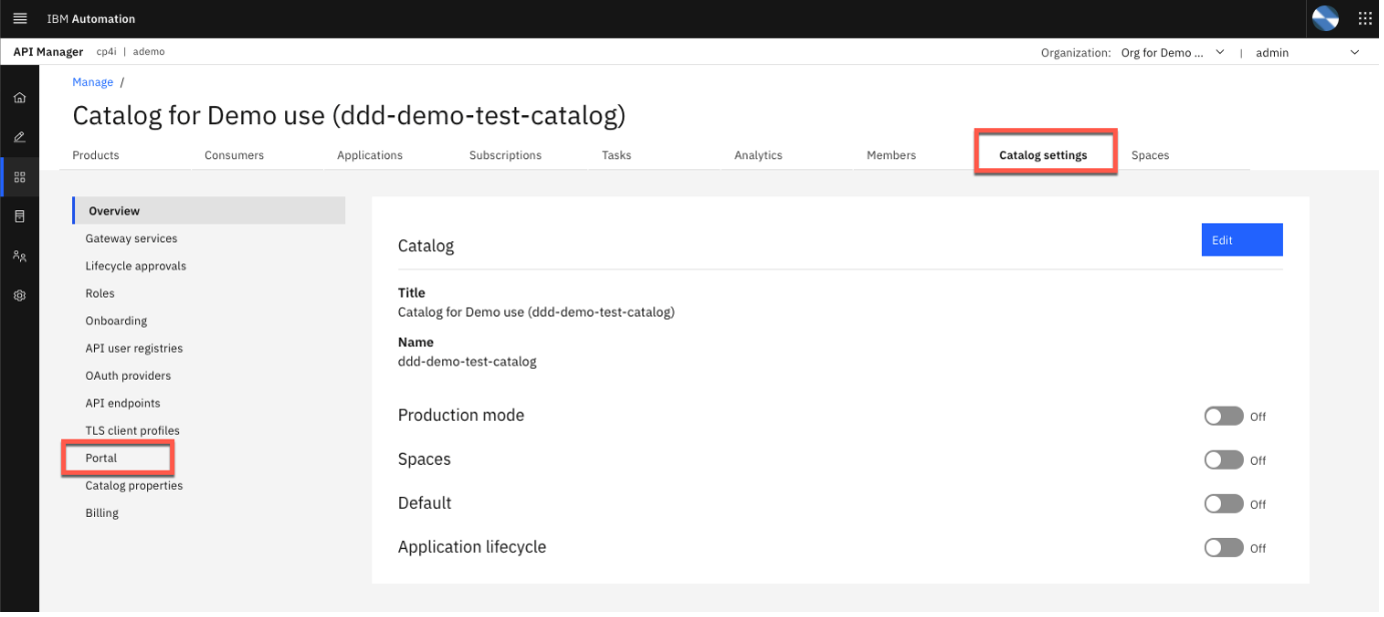 IBM Automation
API Manager cp4i | ademo Organization: Org for Demo ... | admin
Manage /
Catalog for Demo use (ddd-demo-test-catalog)
Products Consumers Applications Subscriptions Tasks Analytics Members Catalog settings Spaces
Overview
Gateway services
Lifecycle approvals
Roles
Onboarding
API user registries
OAuth providers
API endpoints
TLS client profiles
Portal
Catalog properties
Billing
Catalog Edit
Title
Catalog for Demo use (ddd-demo-test-catalog)
Name
ddd-demo-test-catalog
Production mode Off
Spaces Off
Default Off
Application lifecycle Off